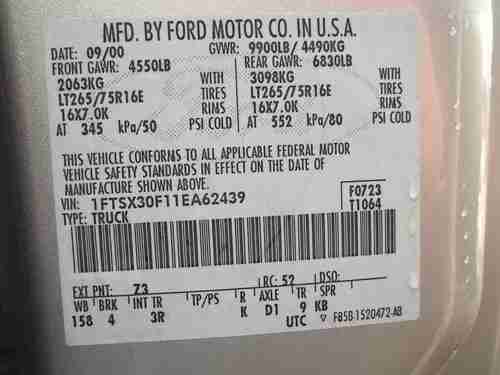 MFD. BY FORD MOTOR CO. IN U.S.A.
DATE: 09/00 GVWR: 9900LB/ 4490KG
FRONT GAWR: 4550LB REAR GAWR: 6830LB
2063KG WITH 3098KG WITH
LT265/75R16E TIRES LT265/75R16E TIRES
16X7.0K RIMS 16X7.0K RIMS
AT 345 kPa/50 PSI COLD AT 552 kPa/80 PSI COLD
THIS VEHICLE CONFORMS TO ALL APPLICABLE FEDERAL MOTOR
VEHICLE SAFETY STANDARDS IN EFFECT ON THE DATE OF
MANUFACTURE SHOWN ABOVE.
VIN: 1FTSX30F11EA62439 F0723
TYPE: TRUCK T1064
EXT PNT: Z3 RC: 52 DSO:
WB BRK INT TR TP/PS R AXLE TR SPR
158 4 3R K D1 9 KB
UTC ▽ F85B-1520472-AB